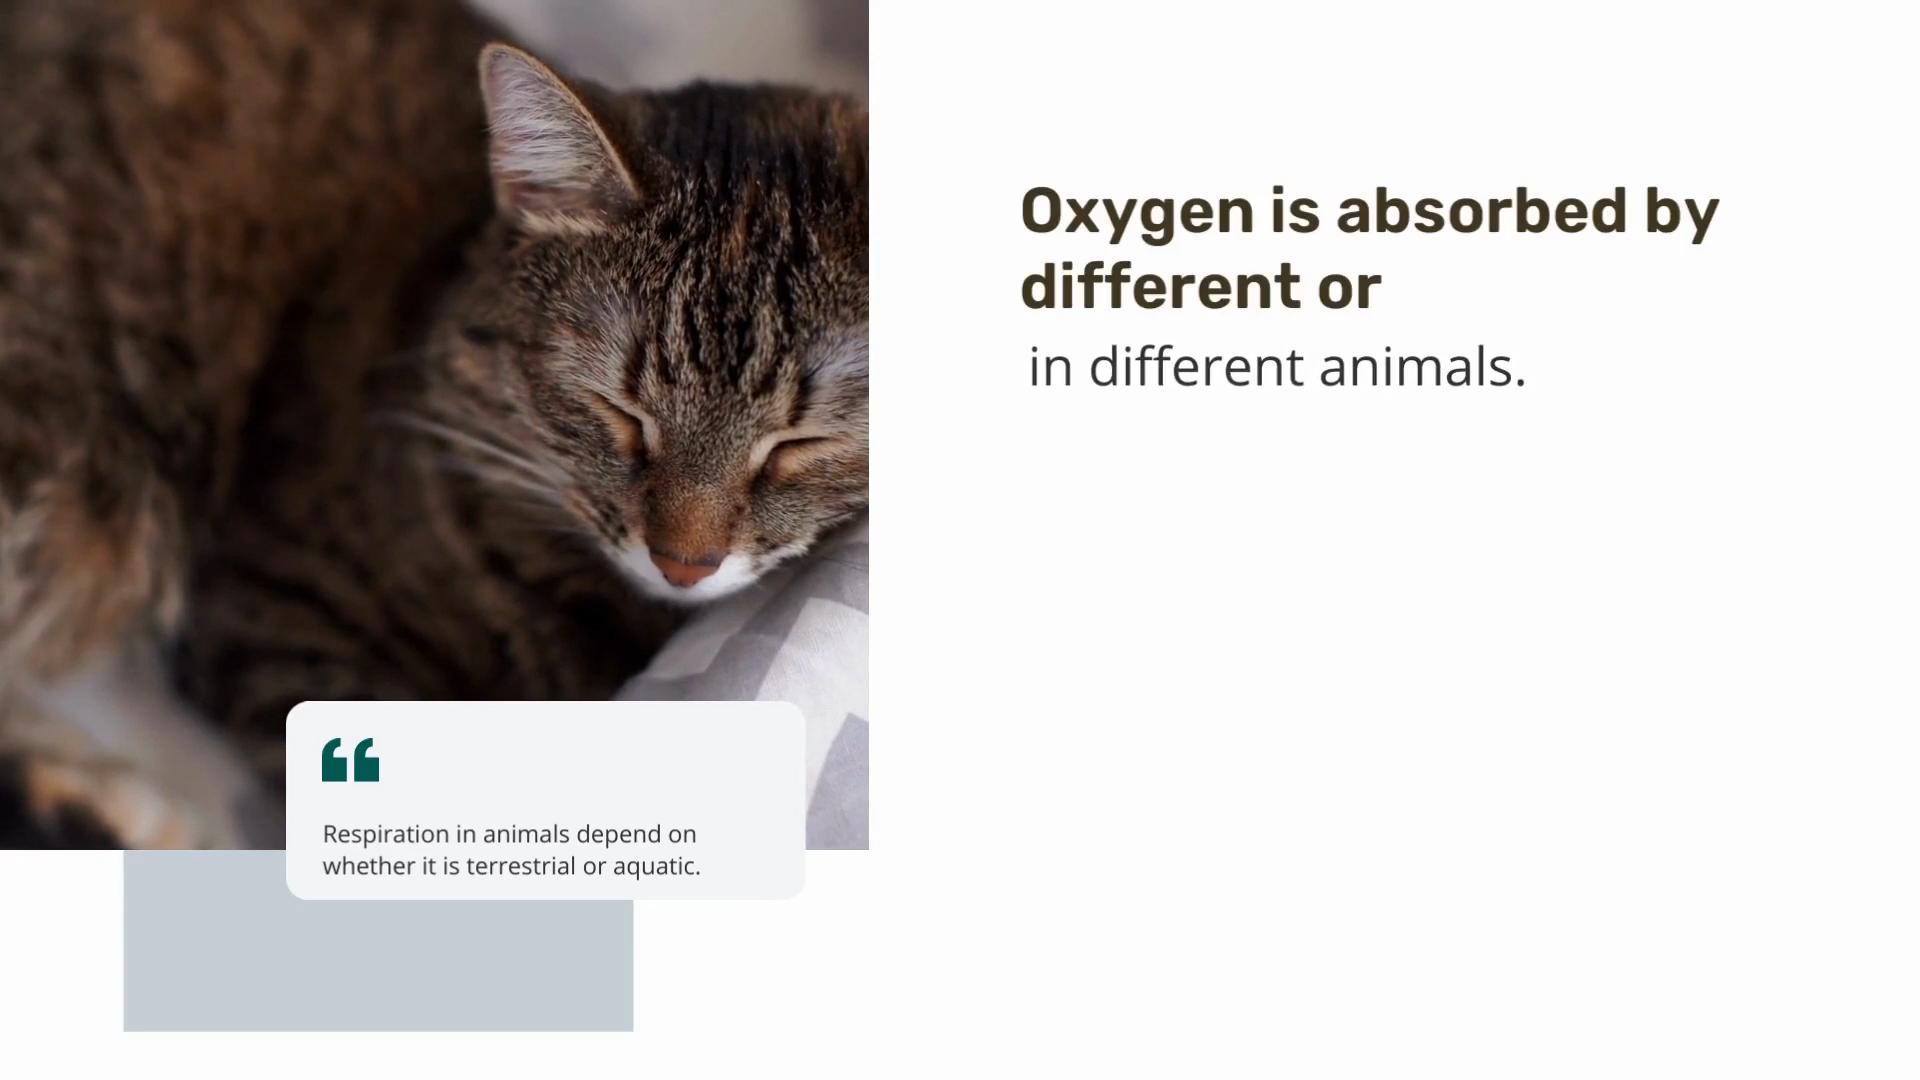 Oxygen is absorbed by
different or
in different animals.
Respiration in animals depend on
whether it is terrestrial or aquatic.